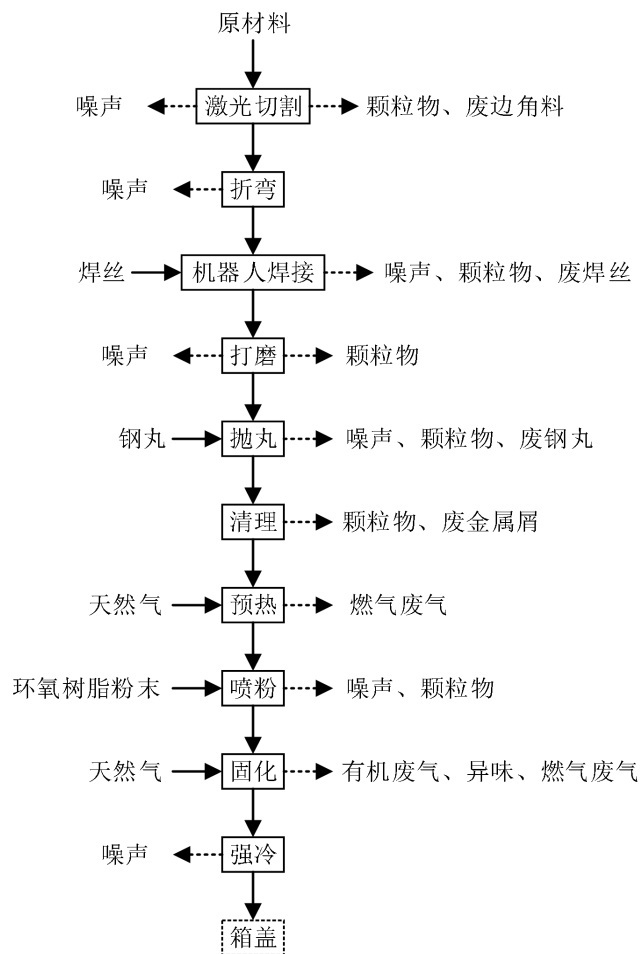 原材料
噪声 激光切割 颗粒物、废边角料
噪声 折弯
焊丝 机器人焊接 噪声、颗粒物、废焊丝
噪声 打磨 颗粒物
钢丸 抛丸 噪声、颗粒物、废钢丸
清理 颗粒物、废金属屑
天然气 预热 燃气废气
环氧树脂粉末 喷粉 噪声、颗粒物
天然气 固化 有机废气、异味、燃气废气
噪声 强冷
箱盖